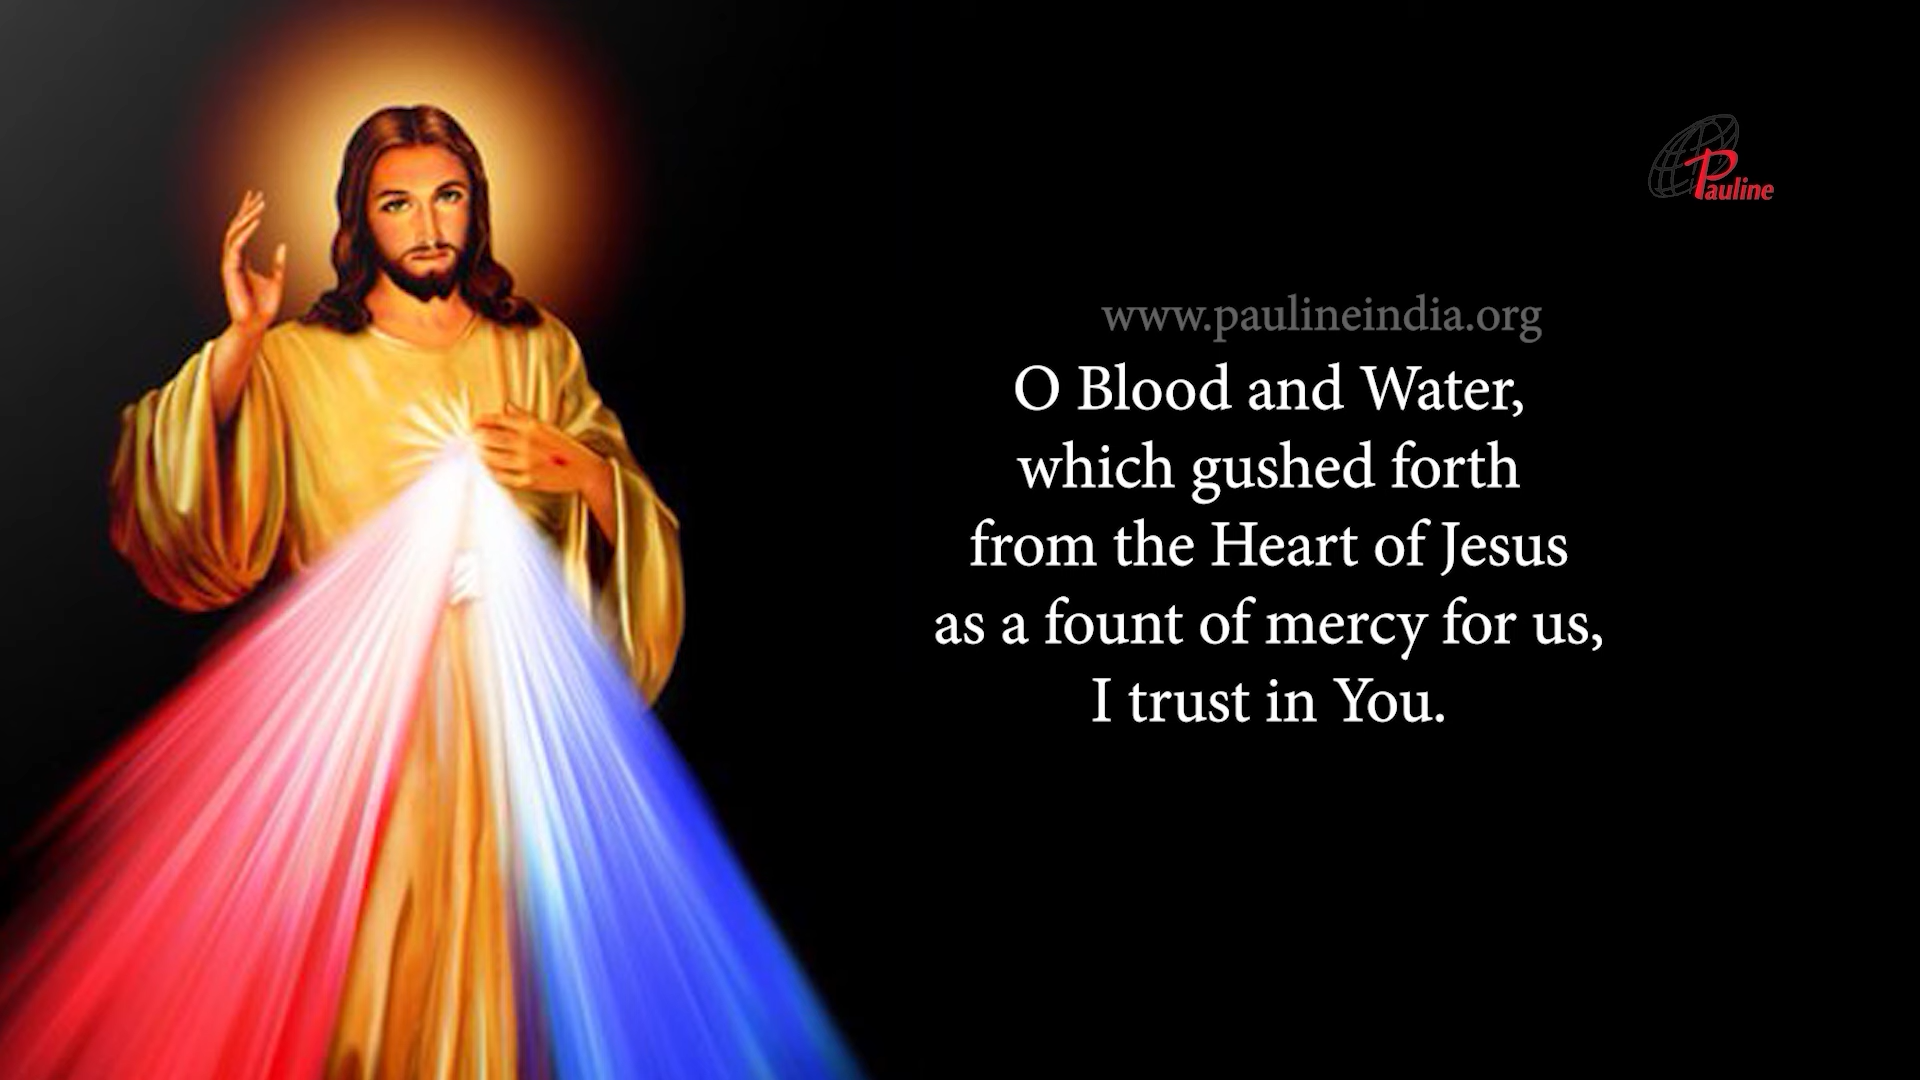 Pauline
www.paulineindia.org
O Blood and Water,
which gushed forth
from the Heart of Jesus
as a fount of mercy for us,
I trust in You.